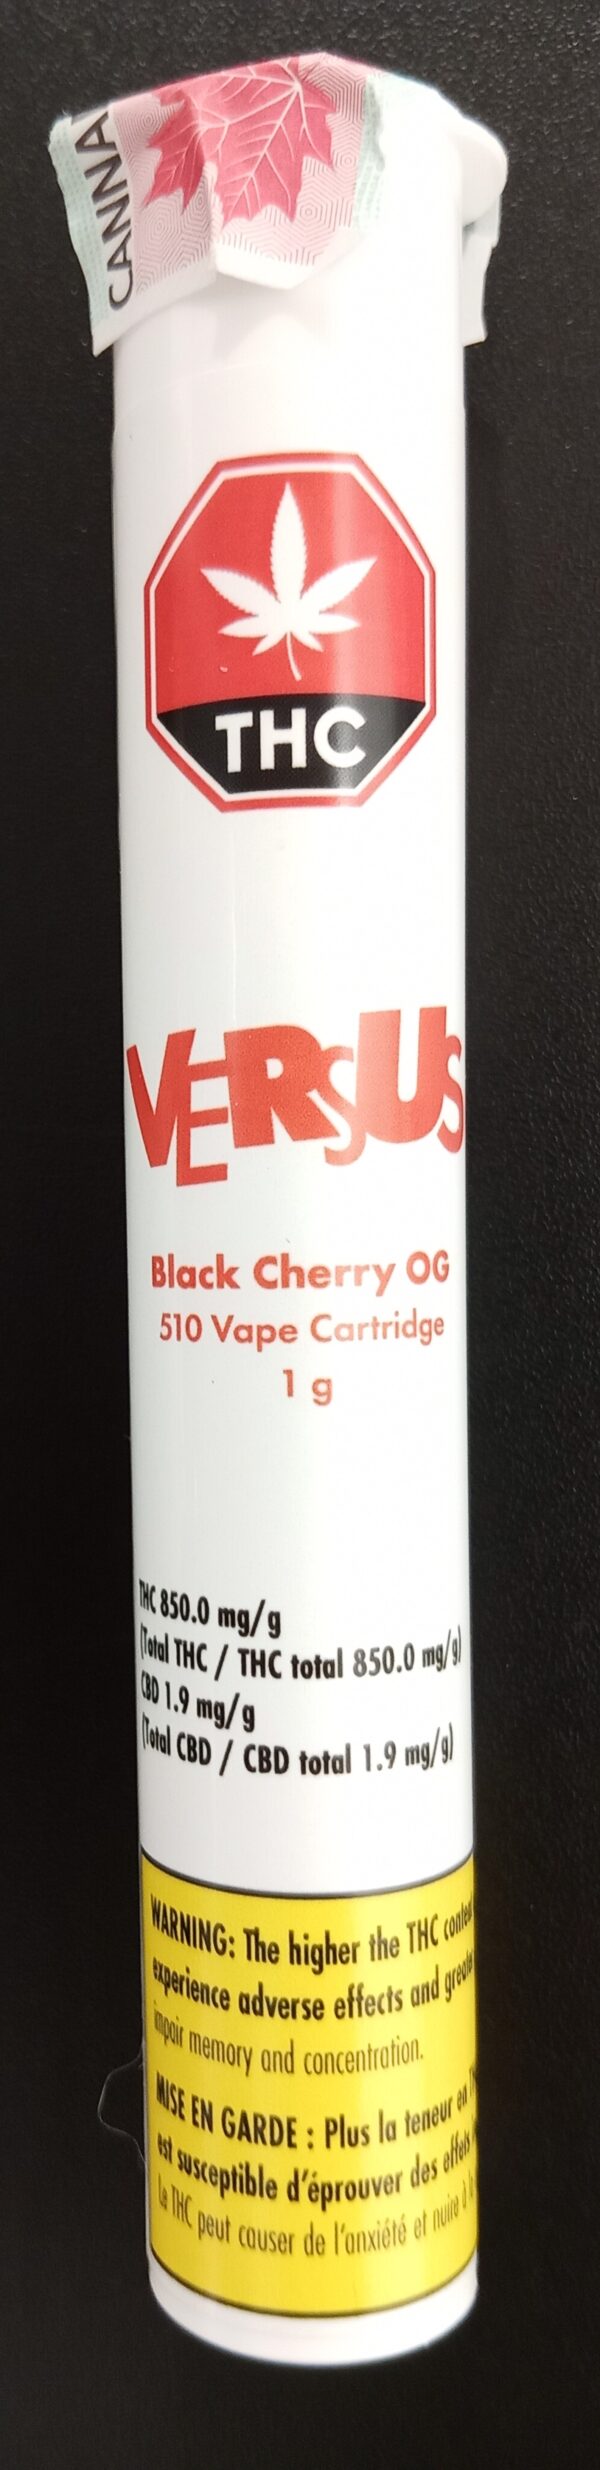 CANNA
THC
VERSUS
Black Cherry OG
510 Vape Cartridge
1 g
THC 850.0 mg/g
(Total THC / THC total 850.0 mg/g)
CBD 1.9 mg/g
(Total CBD / CBD total 1.9 mg/g)
WARNING: The higher the THC content
experience adverse effects and greater
impair memory and concentration.
MISE EN GARDE : Plus la teneur en
est susceptible d'éprouver des effets
Le THC peut causer de l'anxiété et nuire à